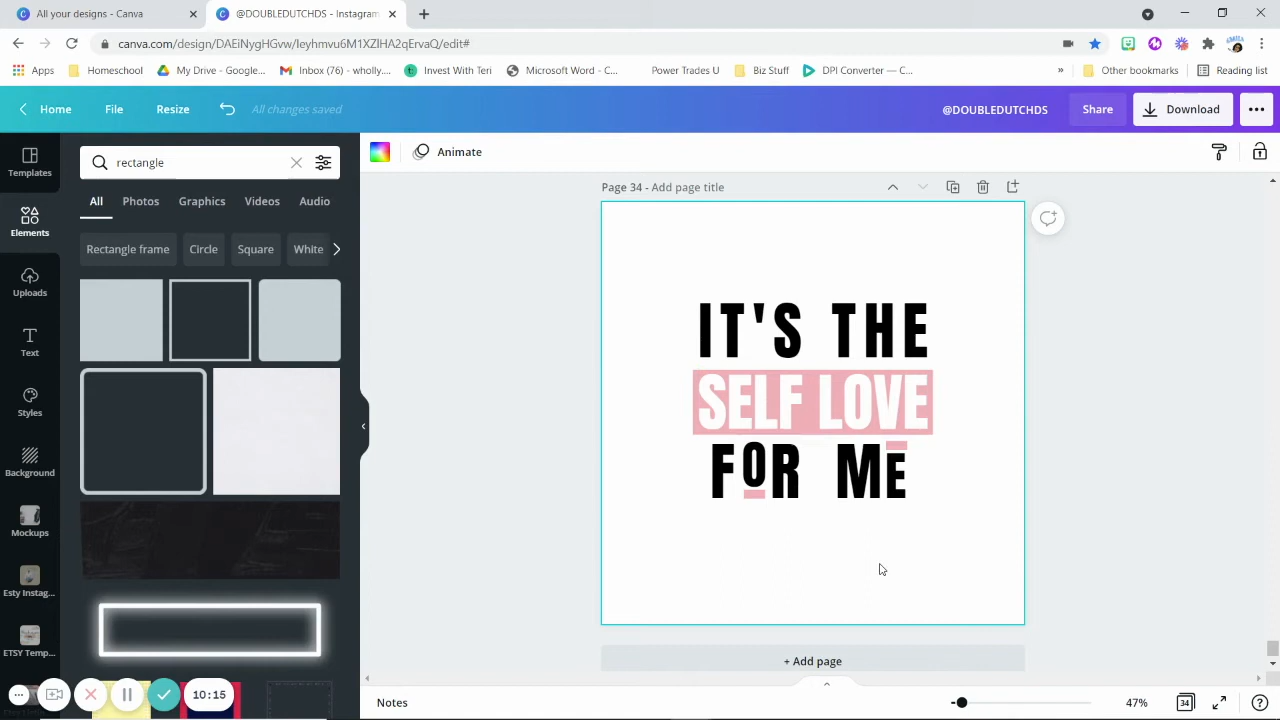 All your designs - Canva
@DOUBLEDUTCHDS - Instagram
canva.com/design/DAEiNygHGvw/Ieyhmvu6M1XZlHA2qErvaQ/edit#
Apps
Homeschool
My Drive - Google...
Inbox (76) - wholly....
Invest With Teri
Microsoft Word - C...
Power Trades U
Biz Stuff
DPI Converter — C...
»
Other bookmarks
Reading list
Home
File
Resize
All changes saved
@DOUBLEDUTCHDS
Share
Download
Templates
Elements
Uploads
Text
Styles
Background
Mockups
Esty Instag...
ETSY Temp...
rectangle
All
Photos
Graphics
Videos
Audio
Rectangle frame
Circle
Square
White
10:15
Animate
Page 34 - Add page title
IT'S THE
SELF LOVE
FOR ME
+ Add page
Notes
47%
34